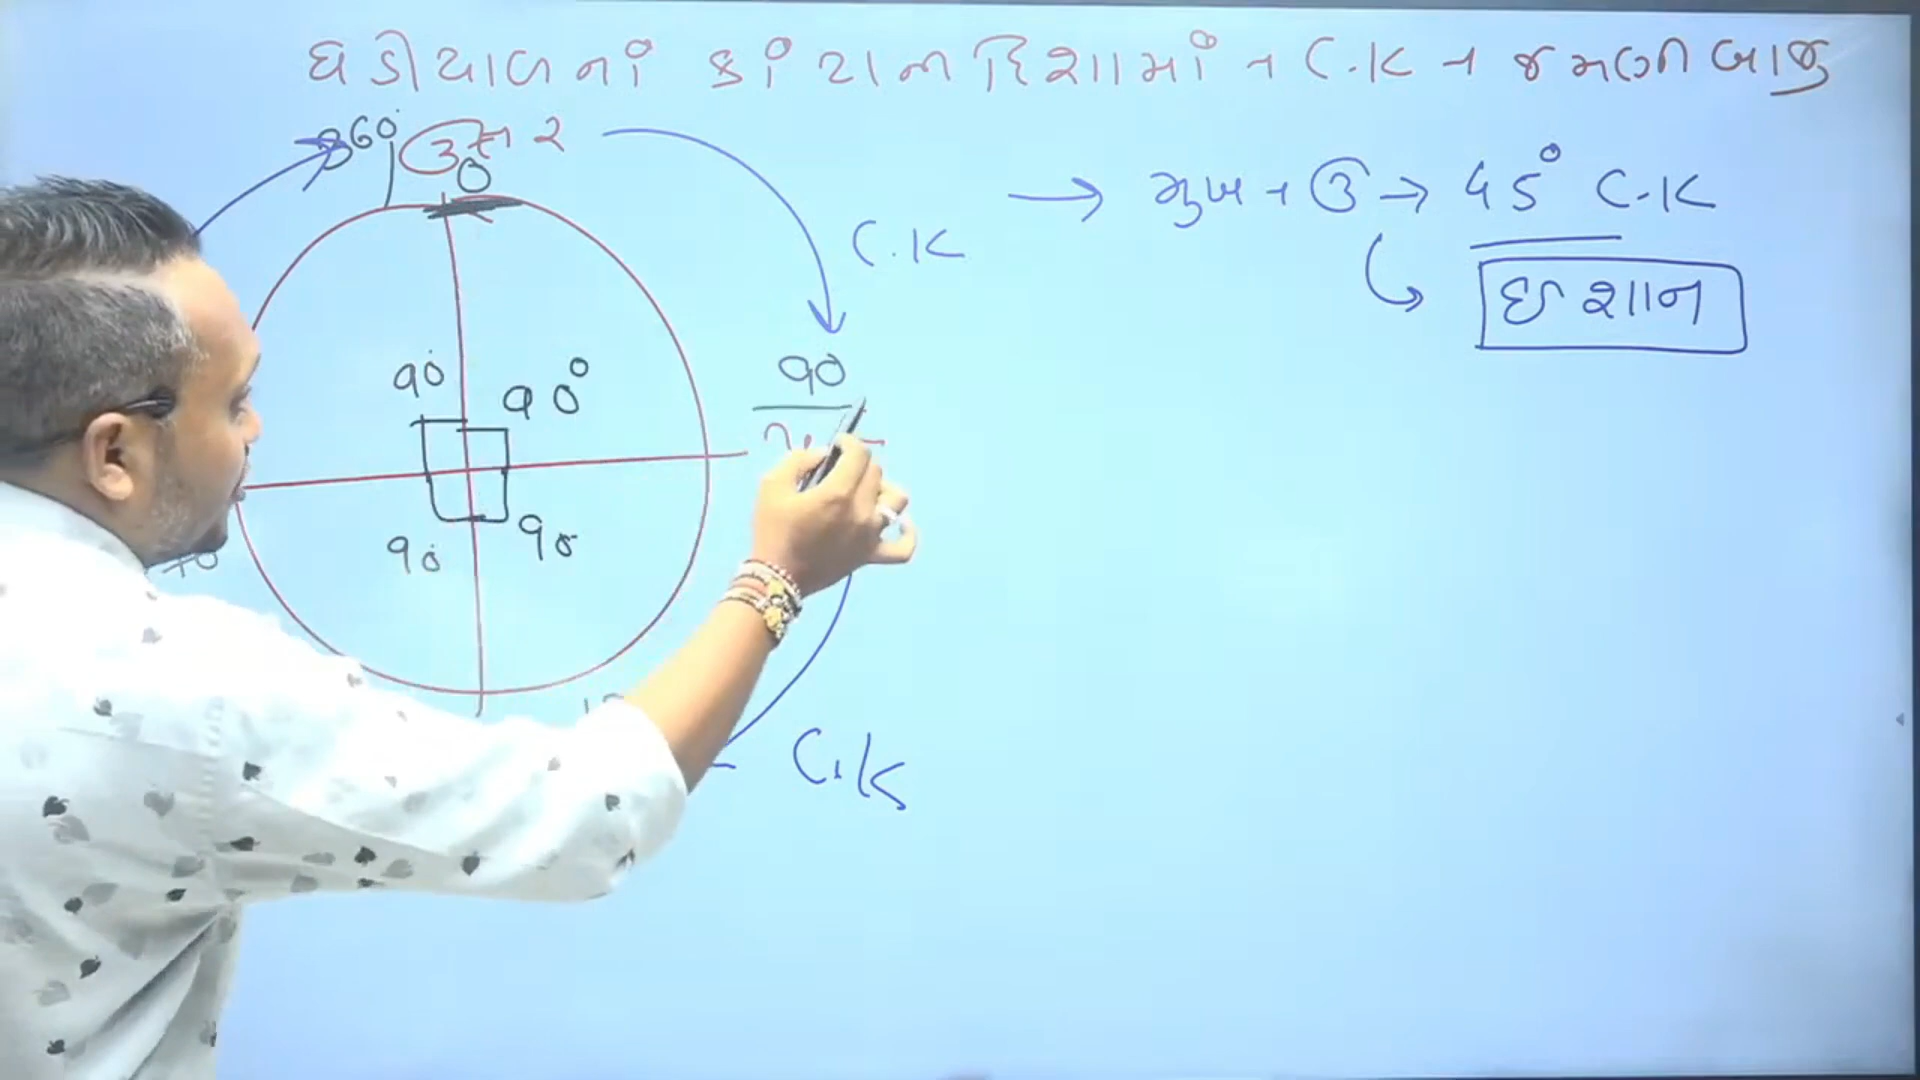 ઘડીયાળનાં કાંટાની દિશામાં → C.K → જમણી બાજુ
360°
ઉત્તર
0
→ મુખ → ઉ → 45° C.K
C.K
ઈશાન
90
90° 90°
90 90
C.K